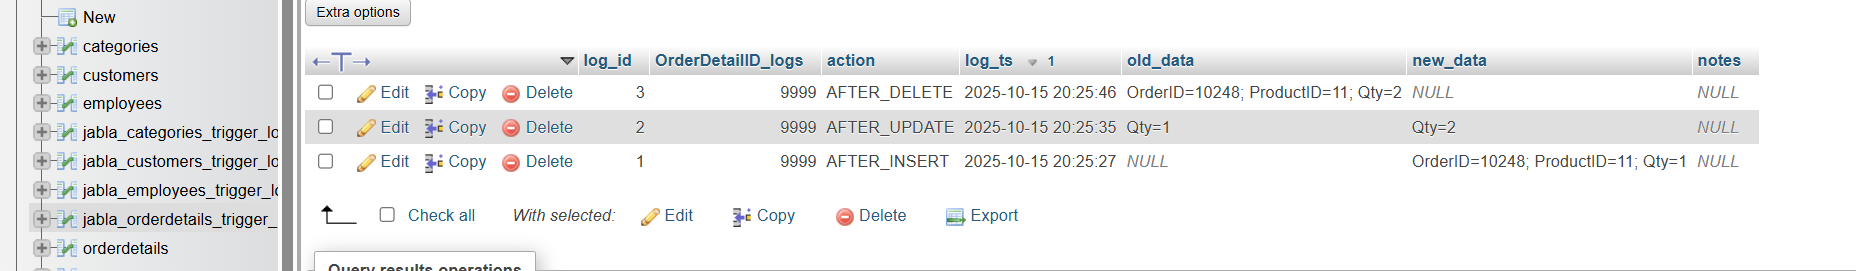 New
categories
customers
employees
jabla_categories_trigger_lo
jabla_customers_trigger_lo
jabla_employees_trigger_lo
jabla_orderdetails_trigger_
orderdetails
Extra options
←T→ log_id OrderDetailID_logs action log_ts 1 old_data new_data notes
Edit Copy Delete 3 9999 AFTER_DELETE 2025-10-15 20:25:46 OrderID=10248; ProductID=11; Qty=2 NULL NULL
Edit Copy Delete 2 9999 AFTER_UPDATE 2025-10-15 20:25:35 Qty=1 Qty=2 NULL
Edit Copy Delete 1 9999 AFTER_INSERT 2025-10-15 20:25:27 NULL OrderID=10248; ProductID=11; Qty=1 NULL
Check all With selected: Edit Copy Delete Export
Query results operations